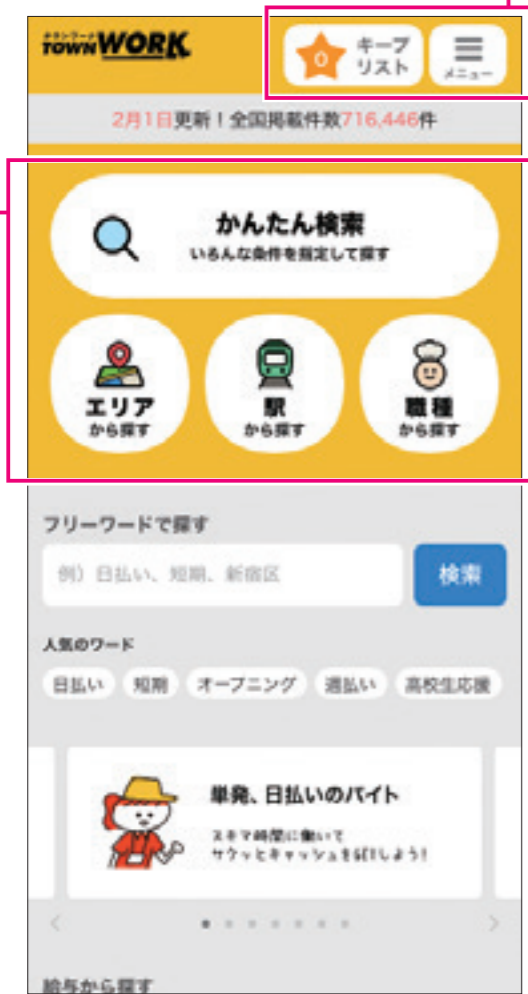 タウンワーク
TOWNWORK
0
キープ
リスト
メニュー
2月1日更新！全国掲載件数716,446件
かんたん検索
いろんな条件を指定して探す
エリア
から探す
駅
から探す
職種
から探す
フリーワードで探す
例）日払い、短期、新宿区
検索
人気のワード
日払い 短期 オープニング 週払い 高校生応援
単発、日払いのバイト
スキマ時間に働いて
サクッとキャッシュをGETしよう！
給与から探す